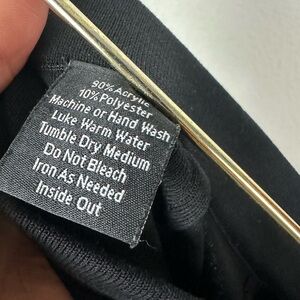 90% Acrylic
10% Polyester
Machine or Hand Wash
Luke Warm Water
Tumble Dry Medium
Do Not Bleach
Iron As Needed
Inside Out